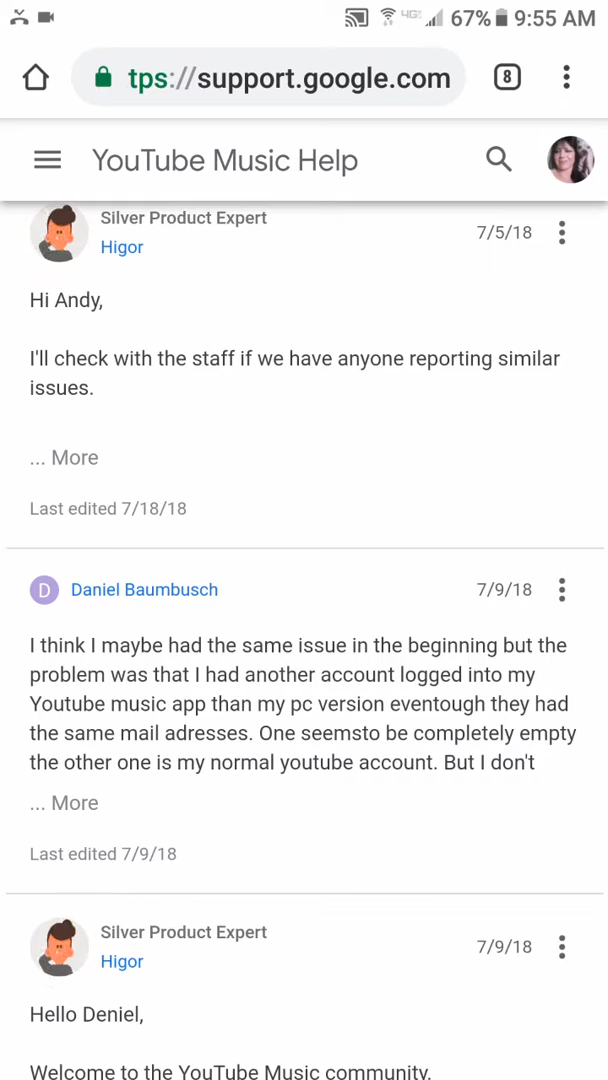 4G 67% 9:55 AM
tps://support.google.com 8
YouTube Music Help
Silver Product Expert
Higor
7/5/18
Hi Andy,
I'll check with the staff if we have anyone reporting similar
issues.
... More
Last edited 7/18/18
D Daniel Baumbusch 7/9/18
I think I maybe had the same issue in the beginning but the
problem was that I had another account logged into my
Youtube music app than my pc version eventough they had
the same mail adresses. One seemsto be completely empty
the other one is my normal youtube account. But I don't
... More
Last edited 7/9/18
Silver Product Expert
Higor
7/9/18
Hello Deniel,
Welcome to the YouTube Music community.